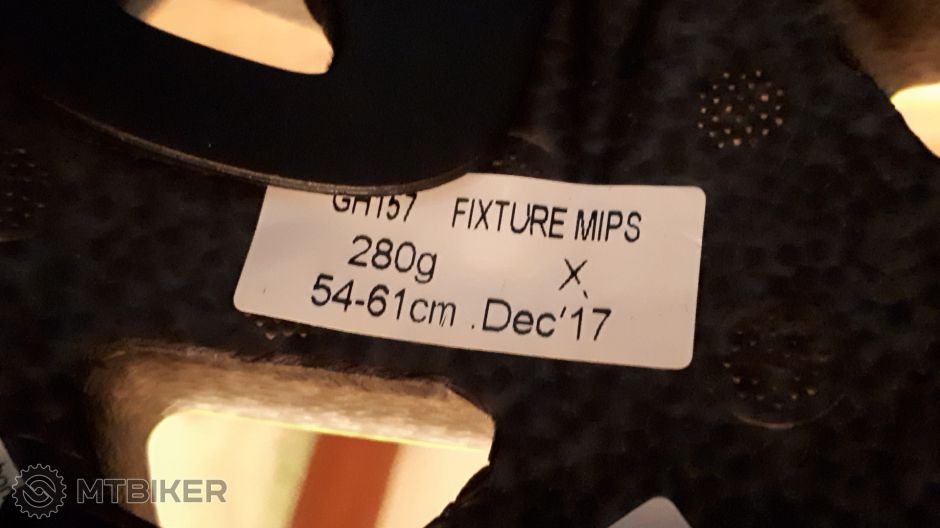 GH157 FIXTURE MIPS
280g X
54-61cm . Dec'17
MTBIKER